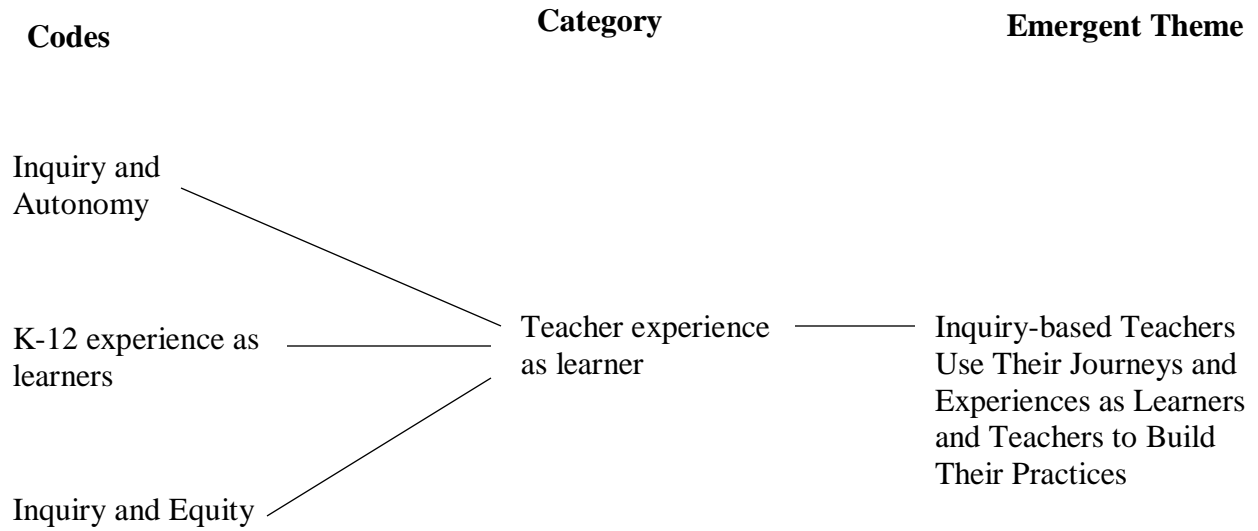 Codes
Category
Emergent Theme
Inquiry and
Autonomy
K-12 experience as
learners
Inquiry and Equity
Teacher experience
as learner
Inquiry-based Teachers
Use Their Journeys and
Experiences as Learners
and Teachers to Build
Their Practices